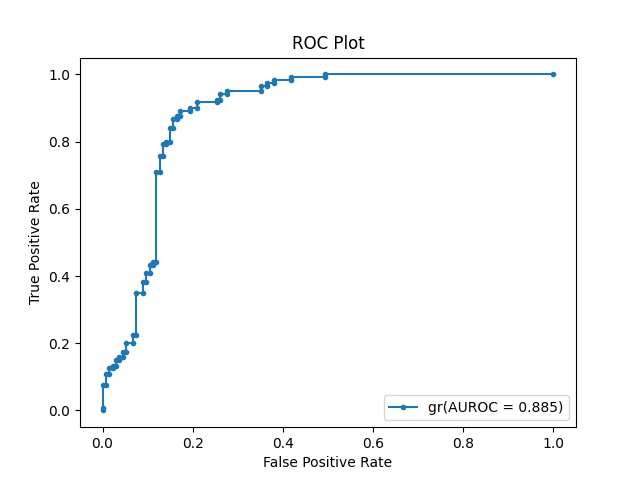 ROC Plot
1.0
0.8
0.6
0.4
0.2
0.0
True Positive Rate
gr(AUROC = 0.885)
0.0 0.2 0.4 0.6 0.8 1.0
False Positive Rate